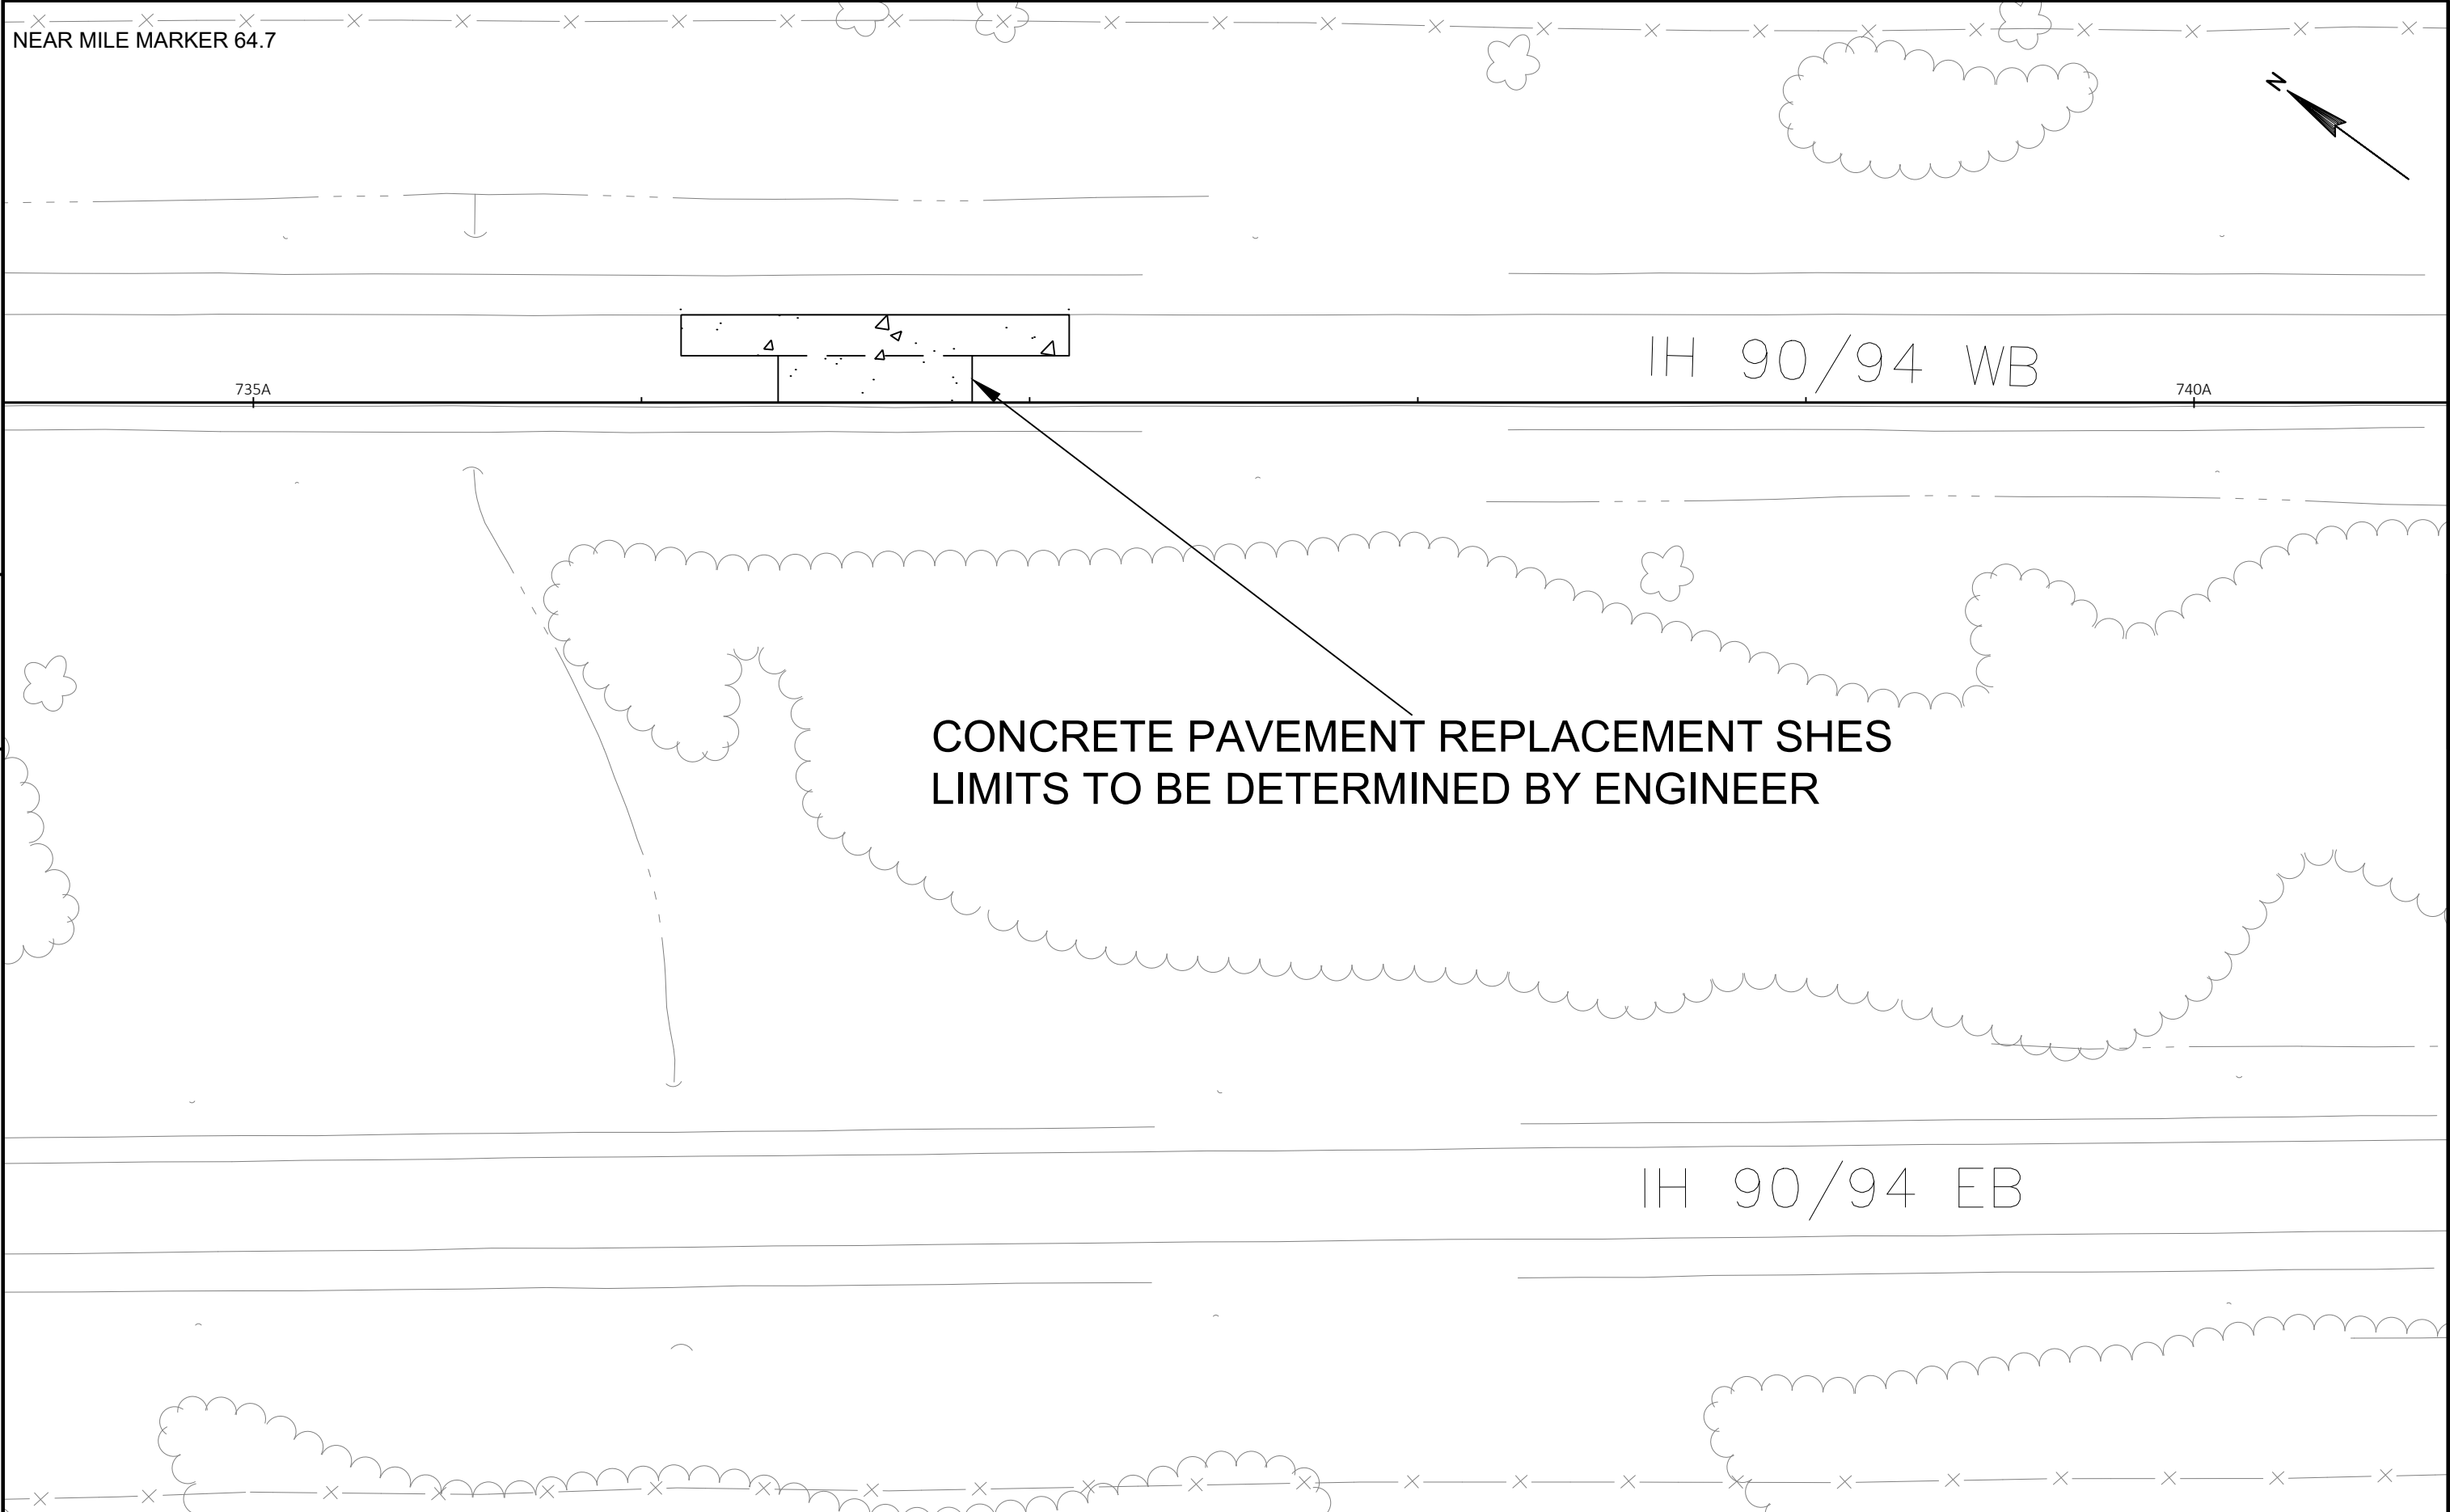 NEAR MILE MARKER 64.7
N
IH 90/94 WB
735A
740A
CONCRETE PAVEMENT REPLACEMENT SHES
LIMITS TO BE DETERMINED BY ENGINEER
IH 90/94 EB